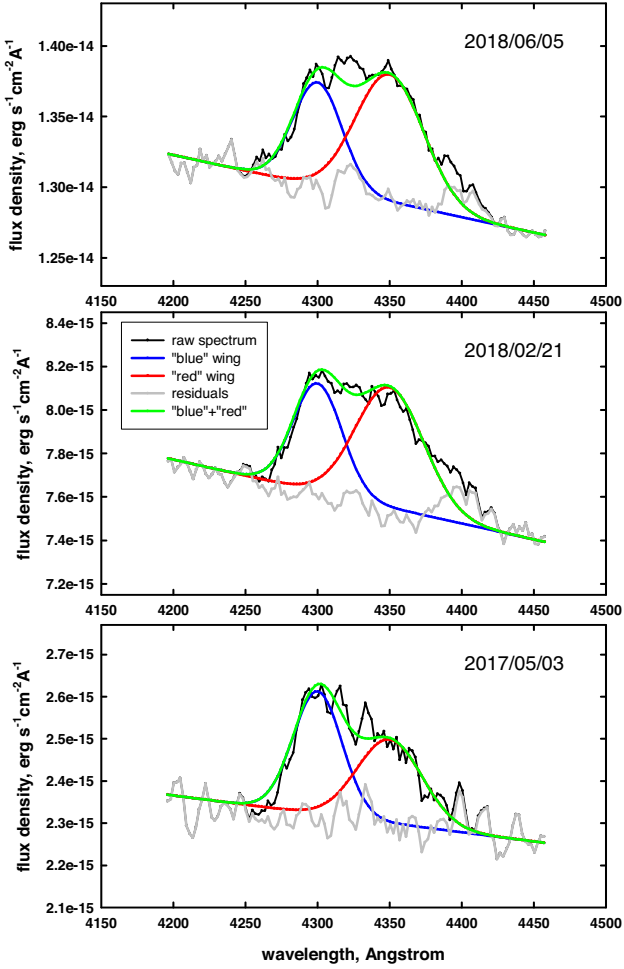 2018/06/05
1.40e-14
1.35e-14
1.30e-14
1.25e-14
flux density, erg s-1cm-2A-1
4150 4200 4250 4300 4350 4400 4450 4500
2018/02/21
8.4e-15
8.2e-15
8.0e-15
7.8e-15
7.6e-15
7.4e-15
7.2e-15
flux density, erg s-1cm-2A-1
raw spectrum
"blue" wing
"red" wing
residuals
"blue"+"red"
4150 4200 4250 4300 4350 4400 4450 4500
2017/05/03
2.7e-15
2.6e-15
2.5e-15
2.4e-15
2.3e-15
2.2e-15
2.1e-15
flux density, erg s-1cm-2A-1
4150 4200 4250 4300 4350 4400 4450 4500
wavelength, Angstrom